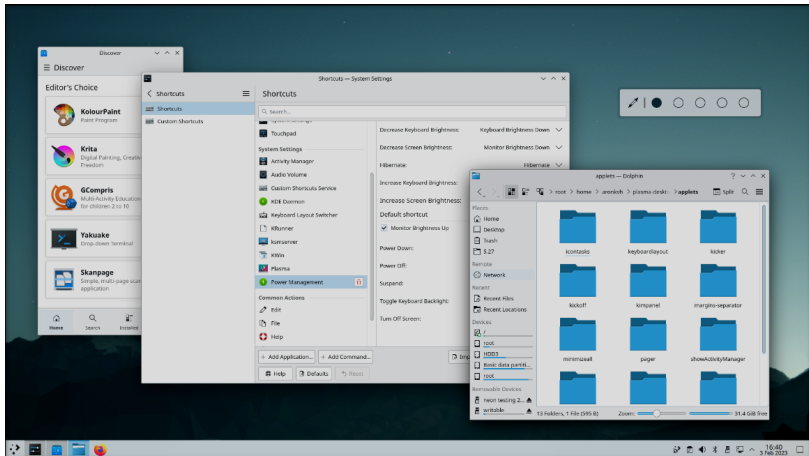 Discover
Discover
Editor's Choice
KolourPaint
Paint Program
Krita
Digital Painting, Creative
Freedom
GCompris
Multi-Activity Education
for children 2 to 10
Yakuake
Drop-down Terminal
Skanpage
Simple, multi-page scan
application
Home
Search
Installed
Shortcuts — System Settings
Shortcuts
Shortcuts
Custom Shortcuts
Shortcuts
Search...
Touchpad
System Settings
Activity Manager
Audio Volume
Custom Shortcuts Service
KDE Daemon
Keyboard Layout Switcher
KRunner
ksmserver
KWin
Plasma
Power Management
Common Actions
Edit
File
Help
Add Application...
Add Command...
Help
Defaults
Reset
Decrease Keyboard Brightness:
Keyboard Brightness Down
Decrease Screen Brightness:
Monitor Brightness Down
Hibernate:
Hibernate
Increase Keyboard Brightness:
Increase Screen Brightness:
Default shortcut
Monitor Brightness Up
Power Down:
Power Off:
Suspend:
Toggle Keyboard Backlight:
Turn Off Screen:
applets — Dolphin
root > home > aronkvh > plasma-deskt > applets
Split
Places
Home
Desktop
Trash
5.27
Remote
Network
Recent
Recent Files
Recent Locations
Devices
/
root
HDD3
Basic data partiti...
root
Removable Devices
neon testing 2...
writable
icontasks
keyboardlayout
kicker
kickoff
kimpanel
margins-separator
minimizeall
pager
showActivityManager
13 Folders, 1 File (595 B)
Zoom:
31.4 GiB free
16:40
3 Feb 2023